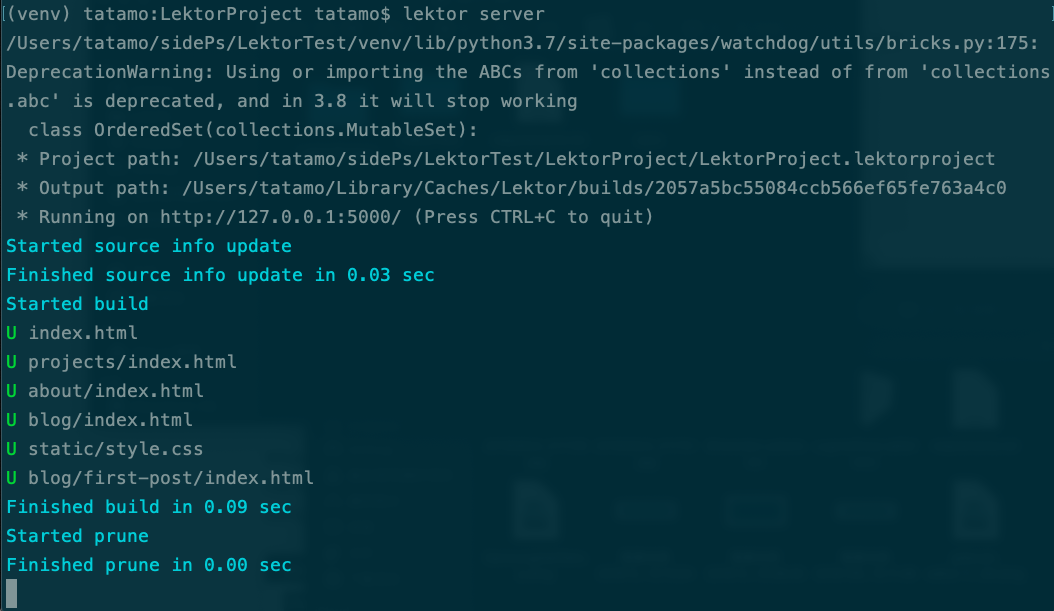 [(venv) tatamo:LektorProject tatamo$ lektor server
/Users/tatamo/sidePs/LektorTest/venv/lib/python3.7/site-packages/watchdog/utils/bricks.py:175:
DeprecationWarning: Using or importing the ABCs from 'collections' instead of from 'collections
.abc' is deprecated, and in 3.8 it will stop working
  class OrderedSet(collections.MutableSet):
 * Project path: /Users/tatamo/sidePs/LektorTest/LektorProject/LektorProject.lektorproject
 * Output path: /Users/tatamo/Library/Caches/Lektor/builds/2057a5bc55084ccb566ef65fe763a4c0
 * Running on http://127.0.0.1:5000/ (Press CTRL+C to quit)
Started source info update
Finished source info update in 0.03 sec
Started build
U index.html
U projects/index.html
U about/index.html
U blog/index.html
U static/style.css
U blog/first-post/index.html
Finished build in 0.09 sec
Started prune
Finished prune in 0.00 sec